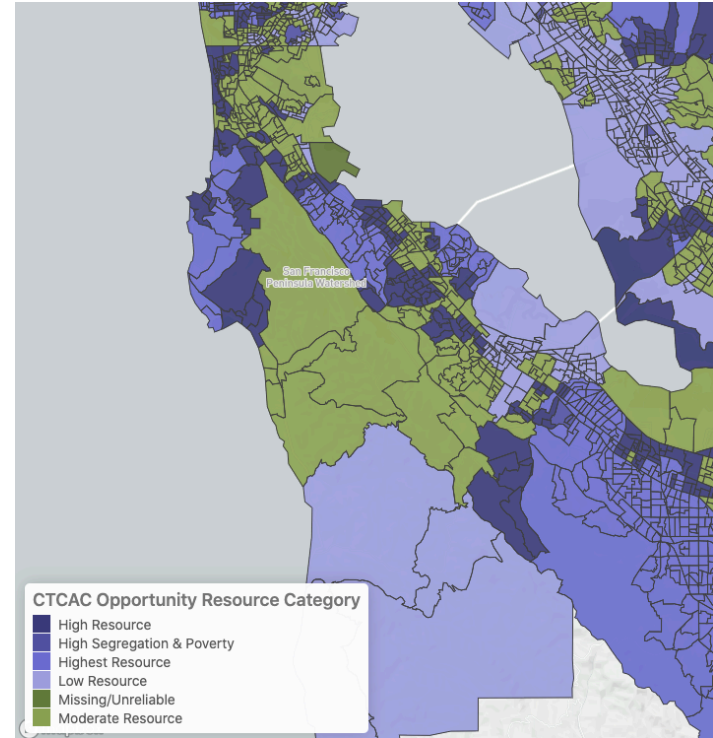 San Francisco
Peninsula Watershed
CTCAC Opportunity Resource Category
High Resource
High Segregation & Poverty
Highest Resource
Low Resource
Missing/Unreliable
Moderate Resource